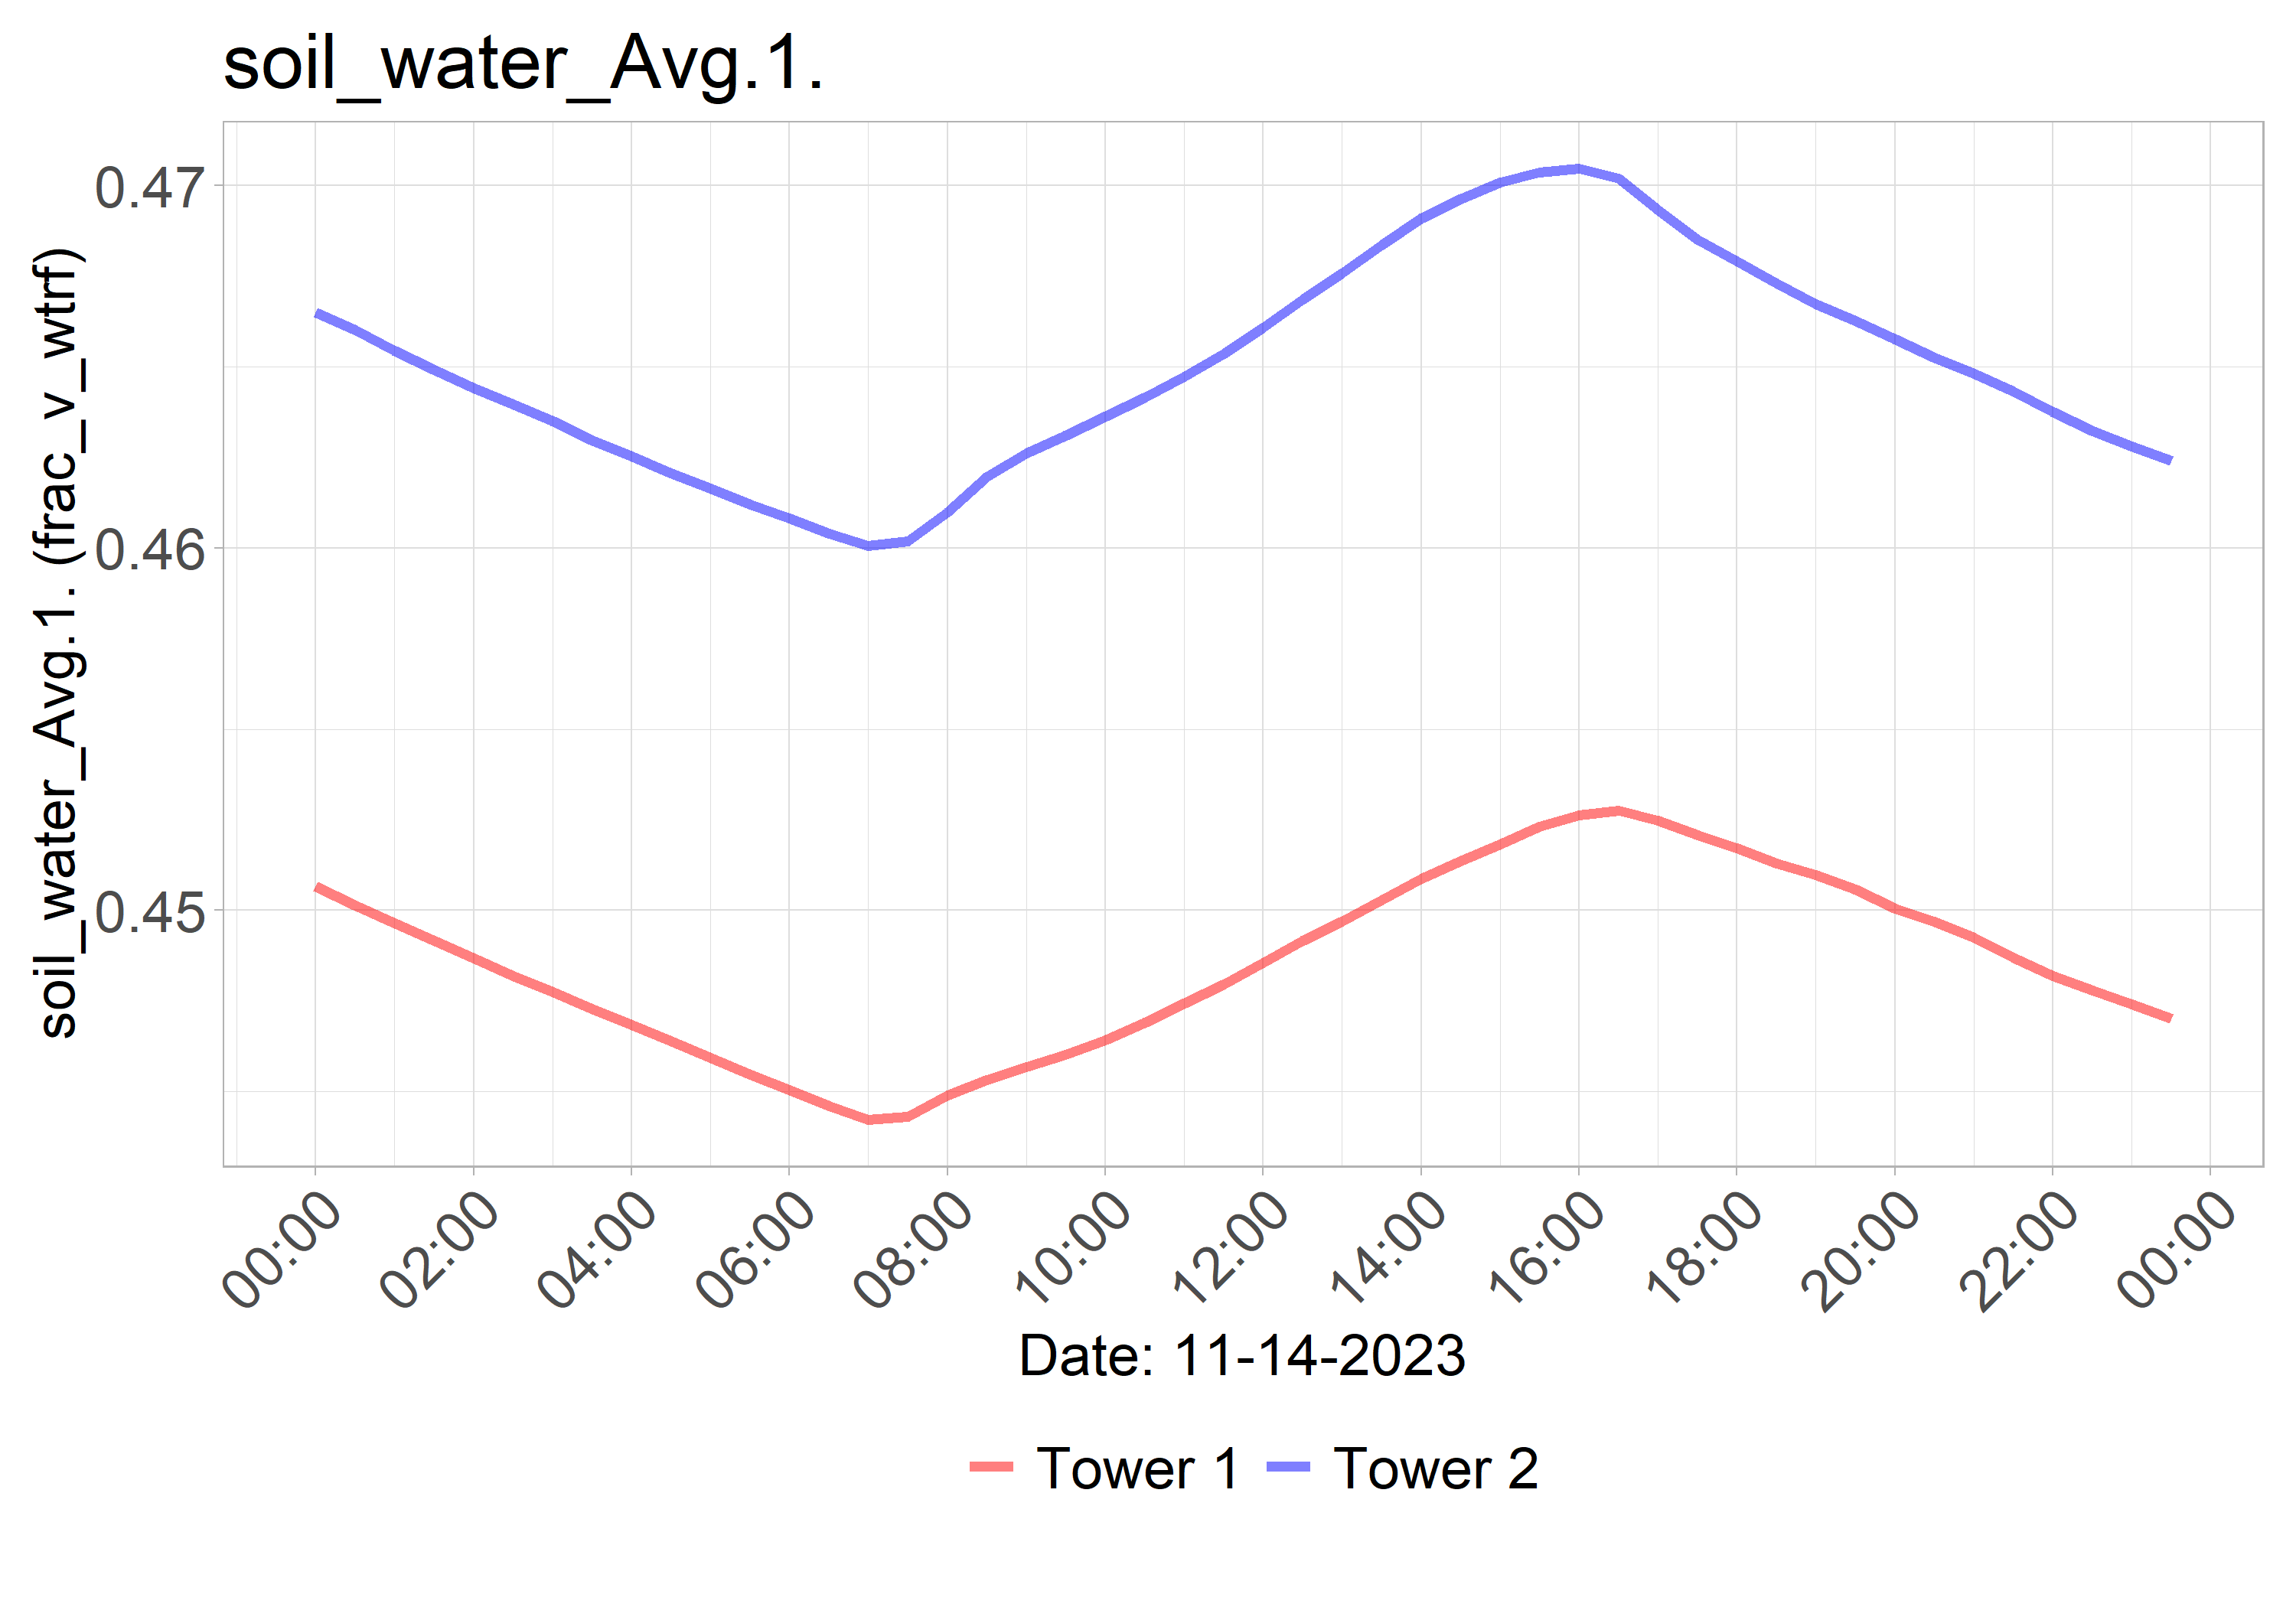 soil_water_Avg.1.
soil_water_Avg.1. (frac_v_wtrf)
0.47
0.46
0.45
00:00 02:00 04:00 06:00 08:00 10:00 12:00 14:00 16:00 18:00 20:00 22:00 00:00
Date: 11-14-2023
Tower 1 Tower 2